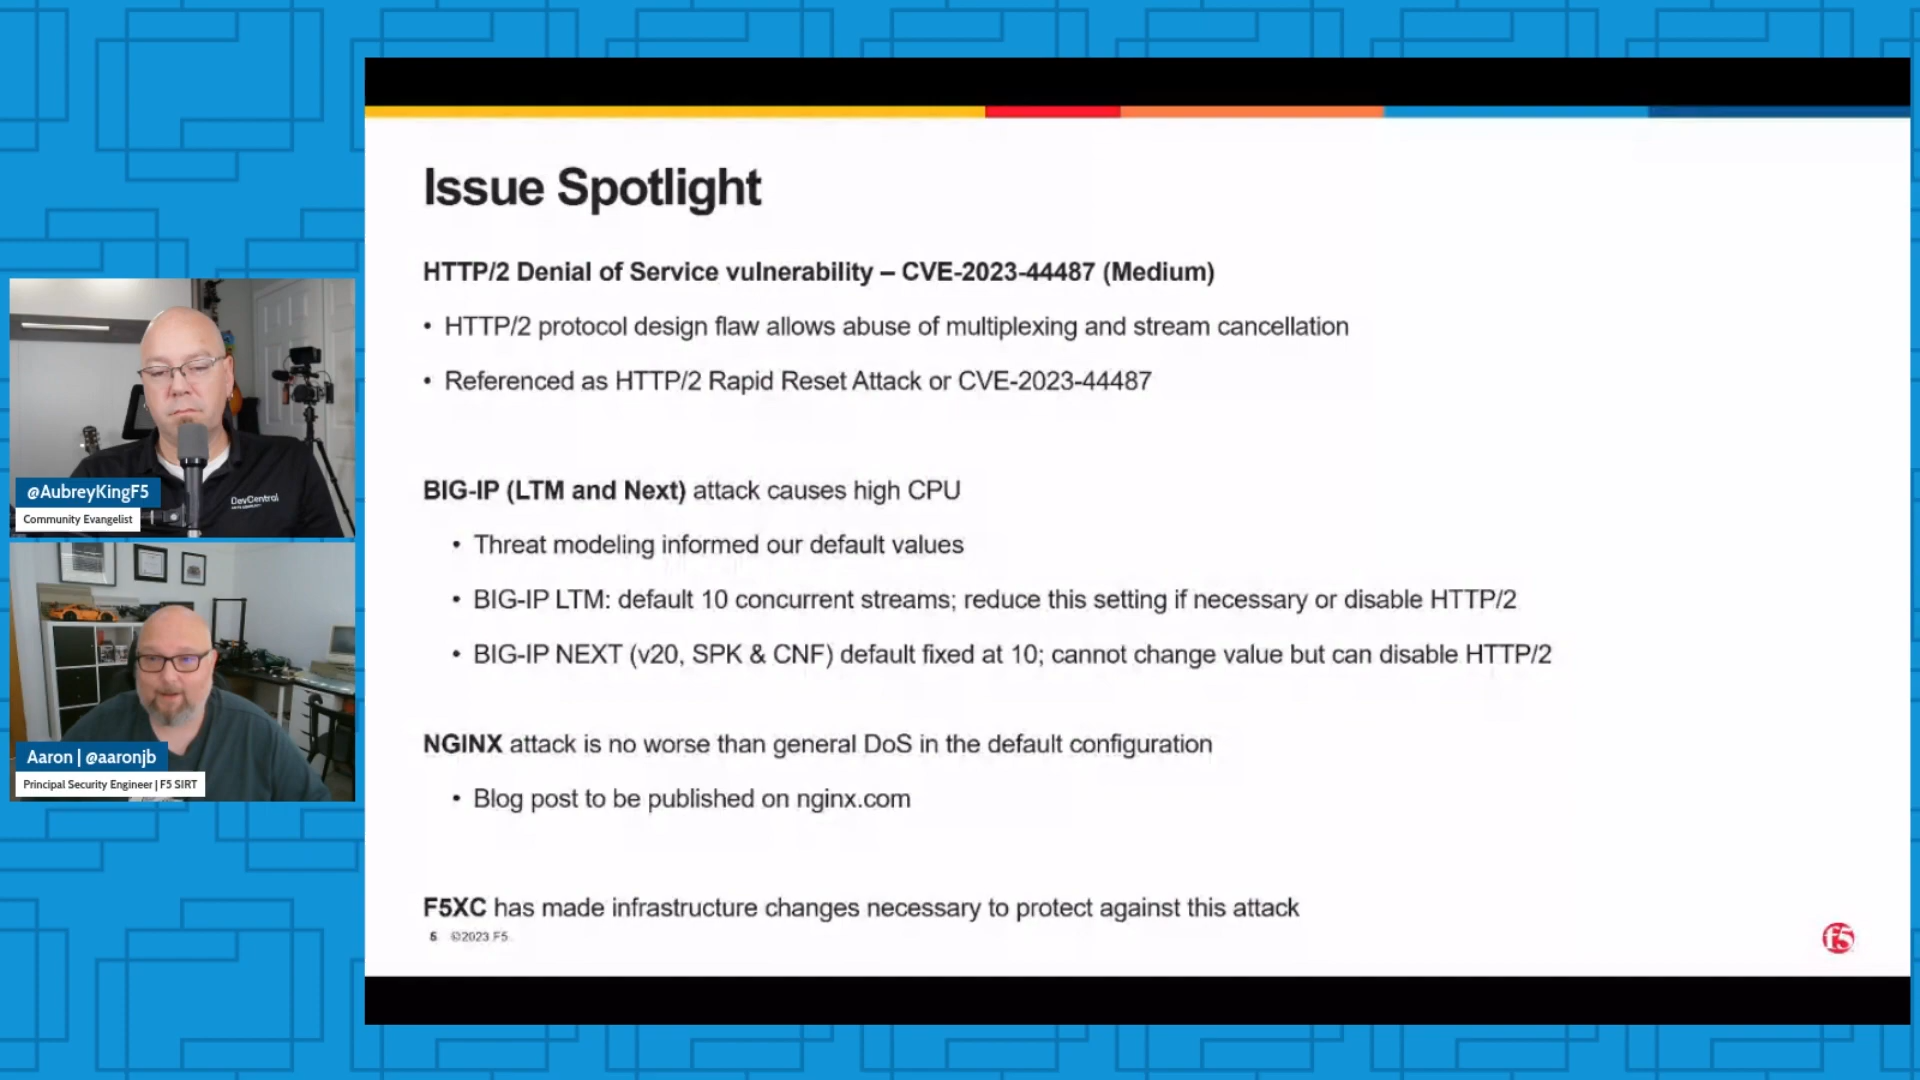 Issue Spotlight
HTTP/2 Denial of Service vulnerability – CVE-2023-44487 (Medium)
• HTTP/2 protocol design flaw allows abuse of multiplexing and stream cancellation
• Referenced as HTTP/2 Rapid Reset Attack or CVE-2023-44487
BIG-IP (LTM and Next) attack causes high CPU
• Threat modeling informed our default values
• BIG-IP LTM: default 10 concurrent streams; reduce this setting if necessary or disable HTTP/2
• BIG-IP NEXT (v20, SPK & CNF) default fixed at 10; cannot change value but can disable HTTP/2
NGINX attack is no worse than general DoS in the default configuration
• Blog post to be published on nginx.com
F5XC has made infrastructure changes necessary to protect against this attack
5 ©2023 F5
f5
DevCentral
@AubreyKingF5
Community Evangelist
Aaron | @aaronjb
Principal Security Engineer | F5 SIRT